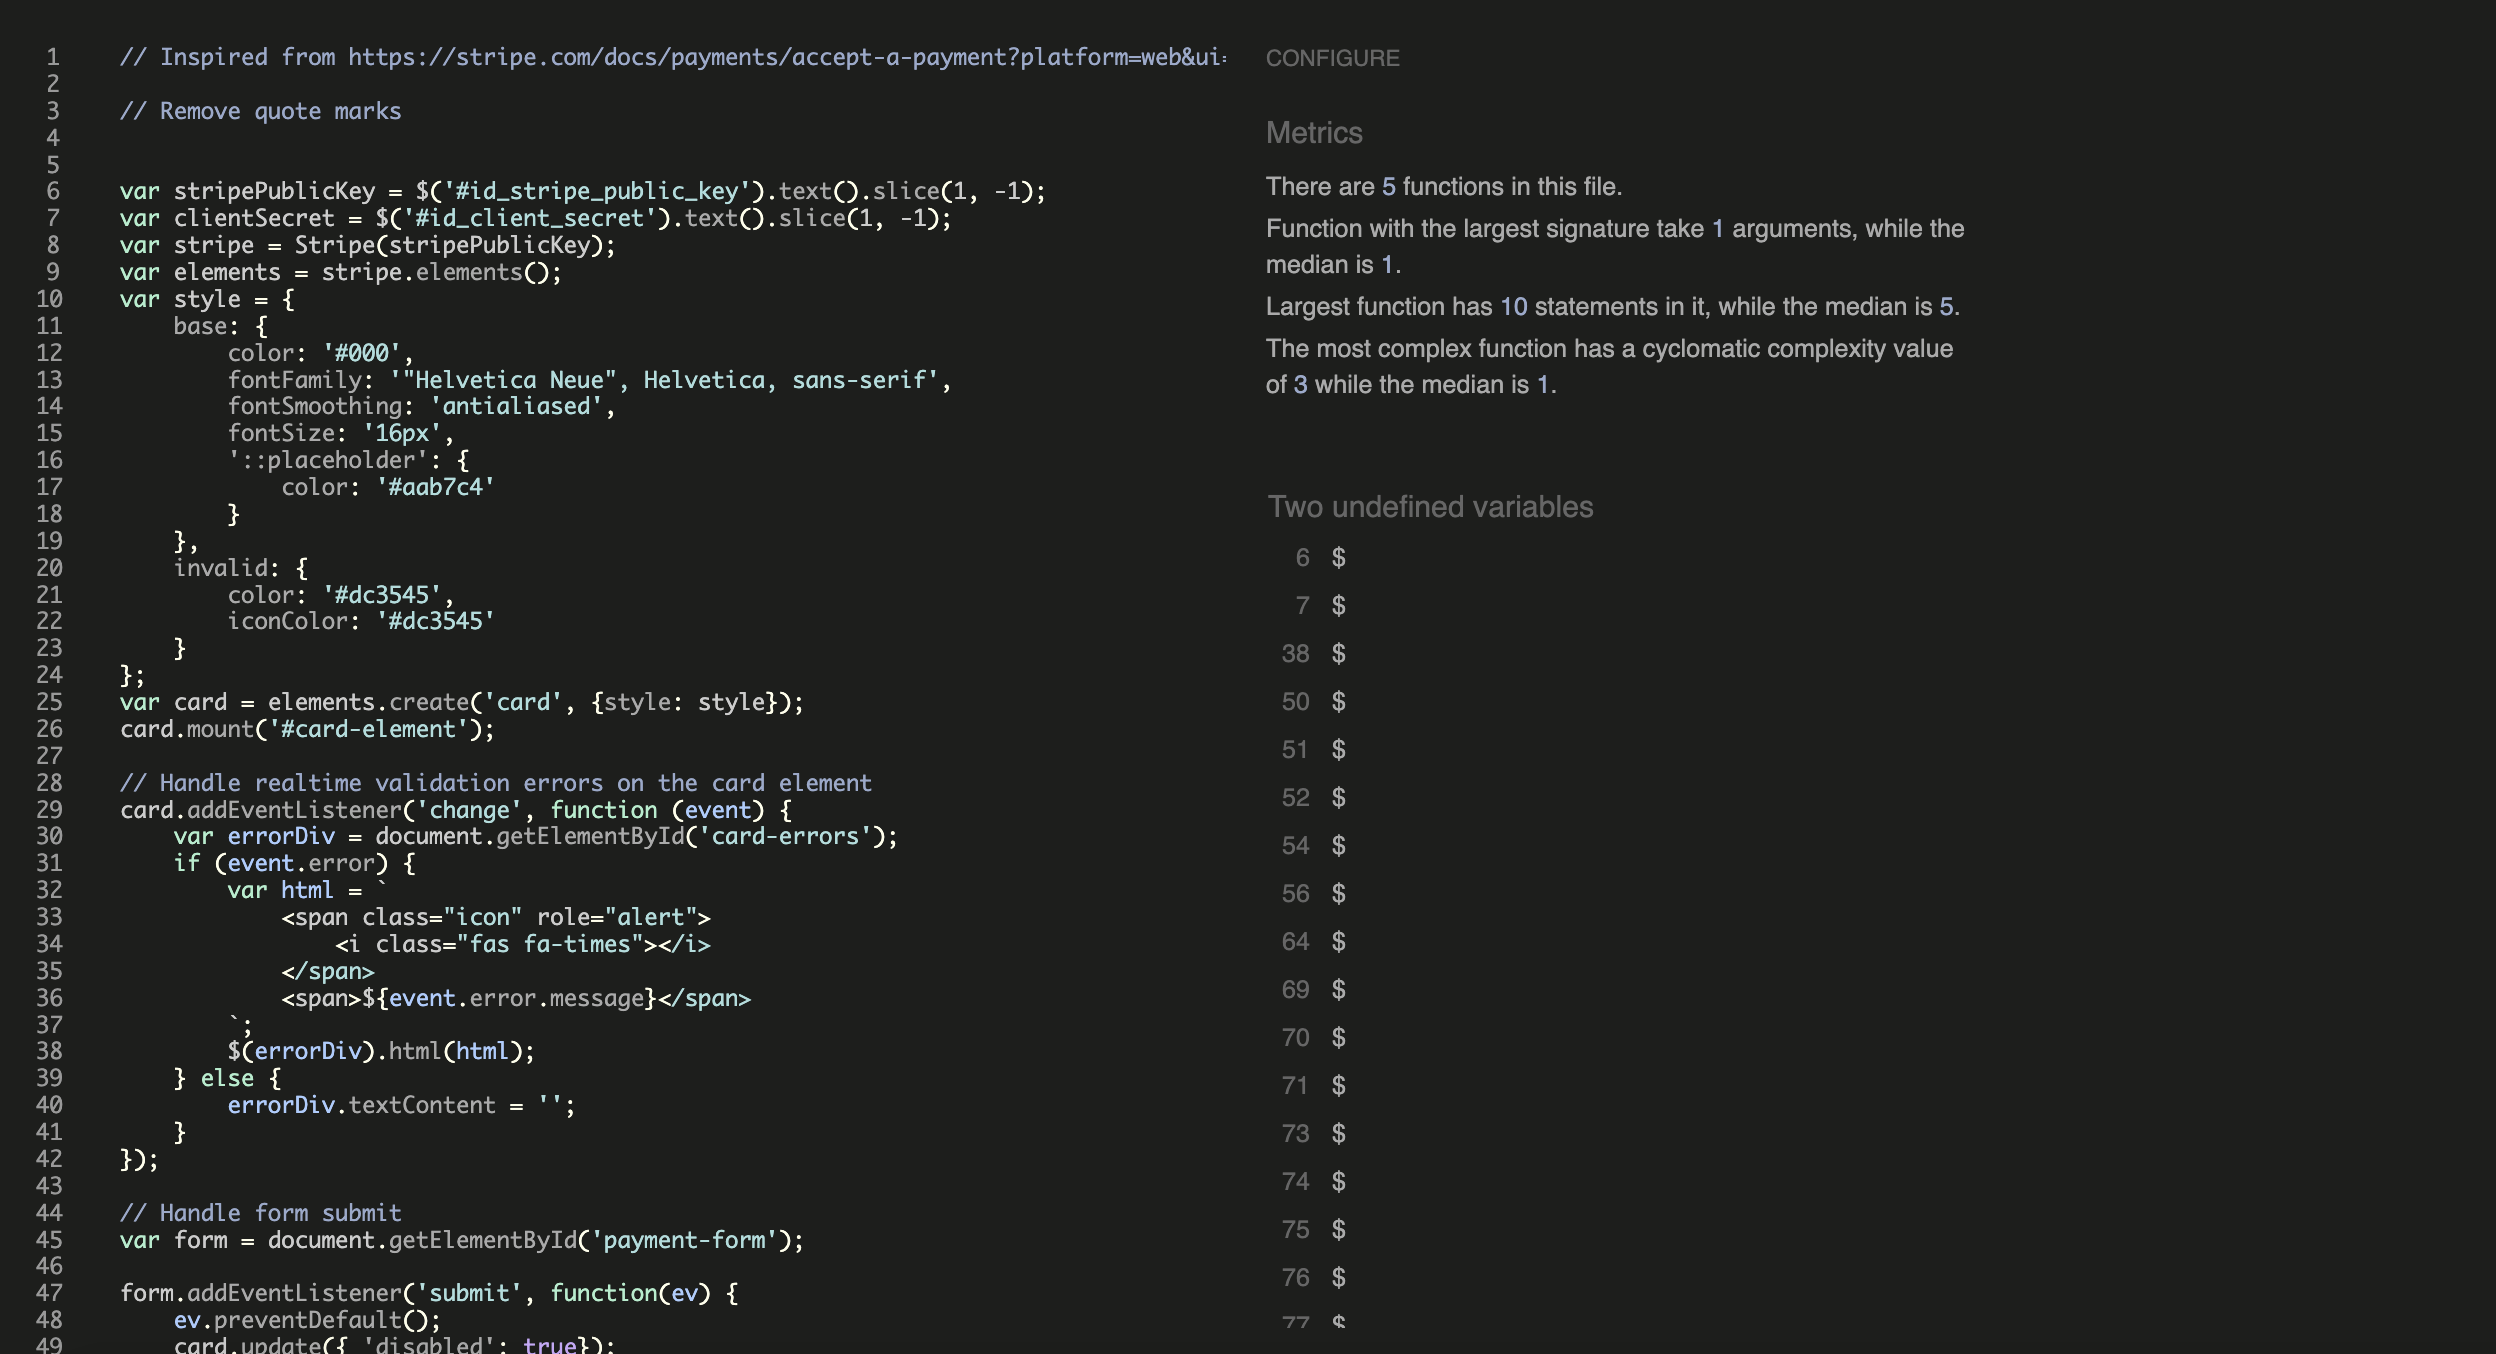 1 // Inspired from https://stripe.com/docs/payments/accept-a-payment?platform=web&ui=
2
3 // Remove quote marks
4
5
6 var stripePublicKey = $('#id_stripe_public_key').text().slice(1, -1);
7 var clientSecret = $('#id_client_secret').text().slice(1, -1);
8 var stripe = Stripe(stripePublicKey);
9 var elements = stripe.elements();
10 var style = {
11     base: {
12         color: '#000',
13         fontFamily: '"Helvetica Neue", Helvetica, sans-serif',
14         fontSmoothing: 'antialiased',
15         fontSize: '16px',
16         '::placeholder': {
17             color: '#aab7c4'
18         }
19     },
20     invalid: {
21         color: '#dc3545',
22         iconColor: '#dc3545'
23     }
24 };
25 var card = elements.create('card', {style: style});
26 card.mount('#card-element');
27
28 // Handle realtime validation errors on the card element
29 card.addEventListener('change', function (event) {
30     var errorDiv = document.getElementById('card-errors');
31     if (event.error) {
32         var html = `
33             <span class="icon" role="alert">
34                 <i class="fas fa-times"></i>
35             </span>
36             <span>${event.error.message}</span>
37         `;
38         $(errorDiv).html(html);
39     } else {
40         errorDiv.textContent = '';
41     }
42 });
43
44 // Handle form submit
45 var form = document.getElementById('payment-form');
46
47 form.addEventListener('submit', function(ev) {
48     ev.preventDefault();
49     card.update({ 'disabled': true});
CONFIGURE
Metrics
There are 5 functions in this file.
Function with the largest signature take 1 arguments, while the
median is 1.
Largest function has 10 statements in it, while the median is 5.
The most complex function has a cyclomatic complexity value
of 3 while the median is 1.
Two undefined variables
6 $
7 $
38 $
50 $
51 $
52 $
54 $
56 $
64 $
69 $
70 $
71 $
73 $
74 $
75 $
76 $
77 $